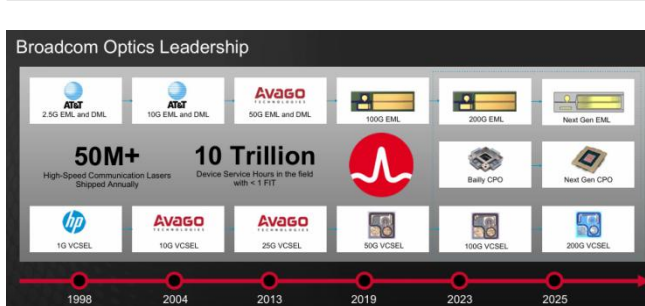 Broadcom Optics Leadership
AT&T
2.5G EML and DML
AT&T
10G EML and DML
AVAGO
TECHNOLOGIES
50G EML and DML
100G EML
200G EML
Next Gen EML
50M+
High-Speed Communication Lasers
Shipped Annually
10 Trillion
Device Service Hours in the field
with < 1 FIT
Bailly CPO
Next Gen CPO
hp
1G VCSEL
AVAGO
TECHNOLOGIES
10G VCSEL
AVAGO
TECHNOLOGIES
25G VCSEL
50G VCSEL
100G VCSEL
200G VCSEL
1998
2004
2013
2019
2023
2025